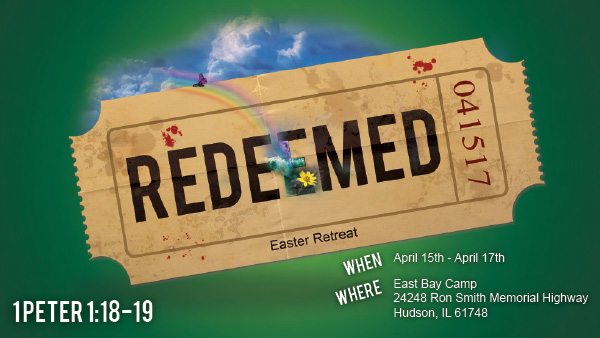 REDEEMED
041517
Easter Retreat
WHEN
April 15th - April 17th
WHERE
East Bay Camp
24248 Ron Smith Memorial Highway
Hudson, IL 61748
1PETER 1:18-19